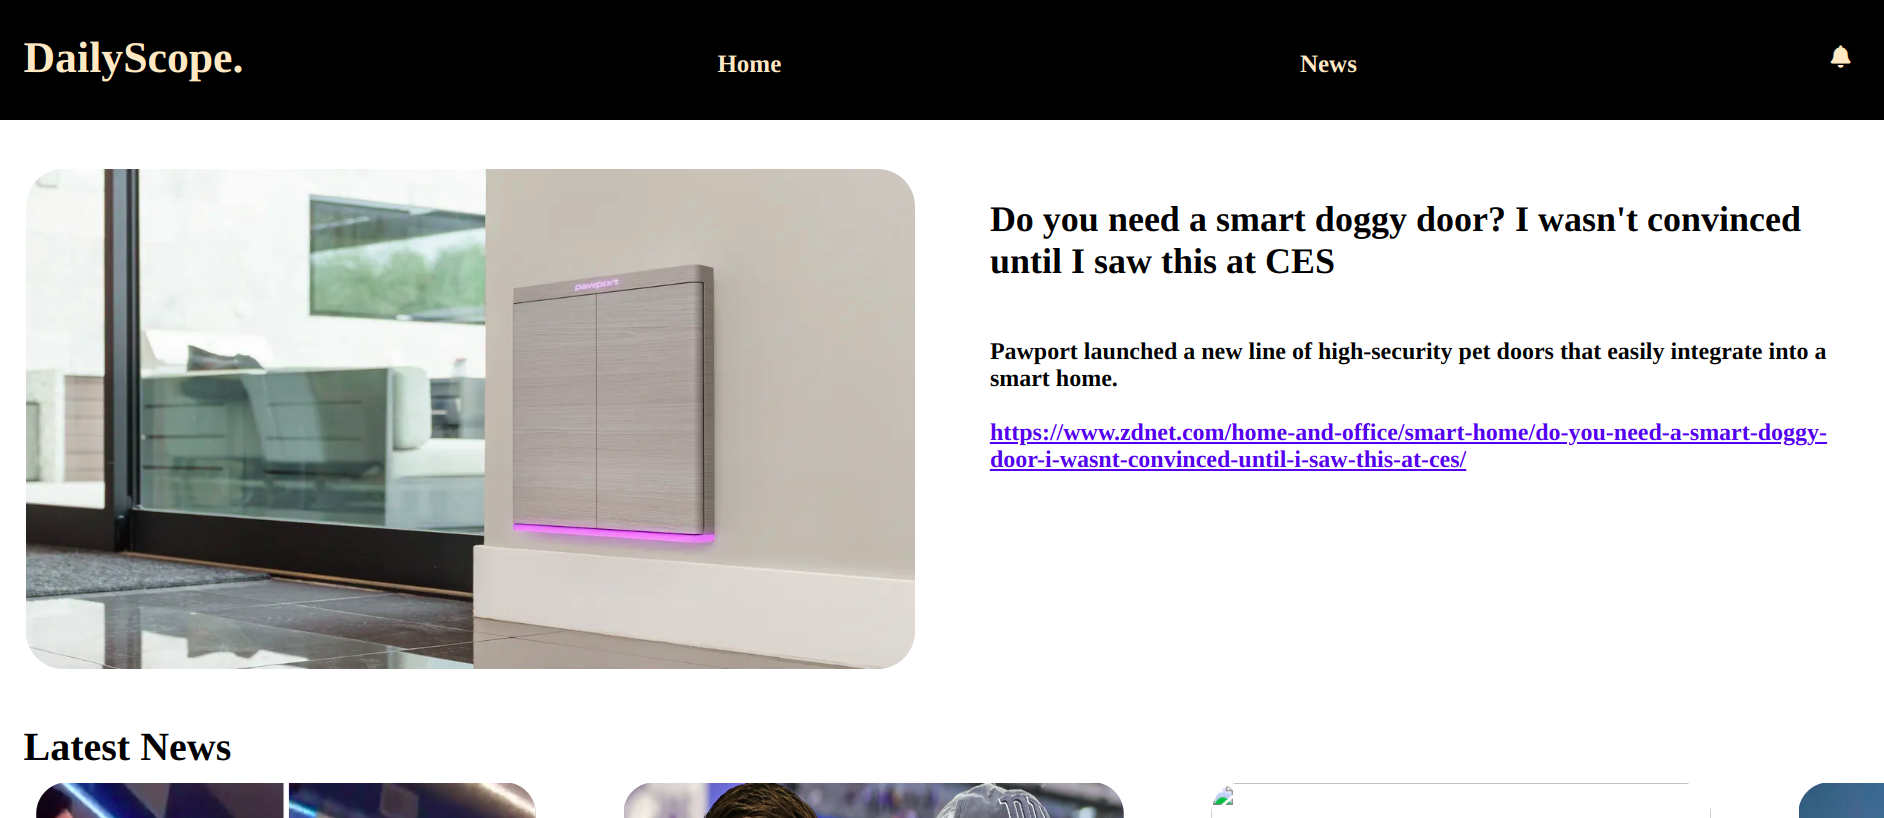 DailyScope.
Home
News
pawport
Do you need a smart doggy door? I wasn't convinced
until I saw this at CES
Pawport launched a new line of high-security pet doors that easily integrate into a
smart home.
https://www.zdnet.com/home-and-office/smart-home/do-you-need-a-smart-doggy-
door-i-wasnt-convinced-until-i-saw-this-at-ces/
Latest News